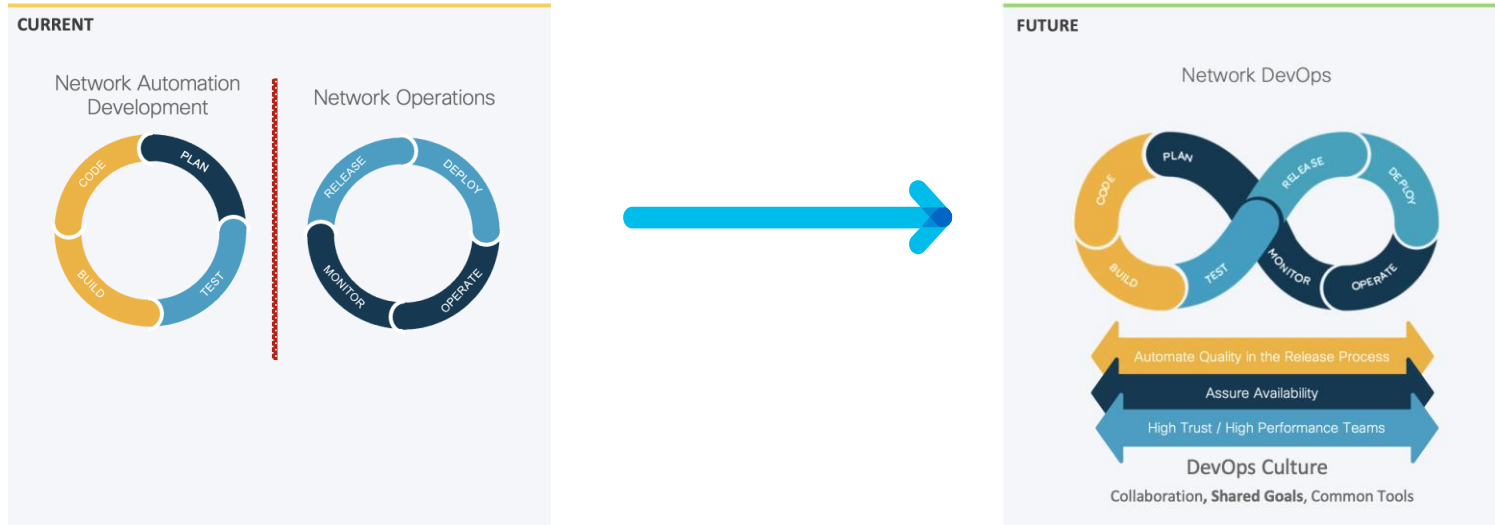 CURRENT
Network Automation
Development
CODE
PLAN
BUILD
TEST
Network Operations
RELEASE
DEPLOY
MONITOR
OPERATE
FUTURE
Network DevOps
PLAN
CODE
BUILD
TEST
RELEASE
DEPLOY
MONITOR
OPERATE
Automate Quality in the Release Process
Assure Availability
High Trust / High Performance Teams
DevOps Culture
Collaboration, Shared Goals, Common Tools